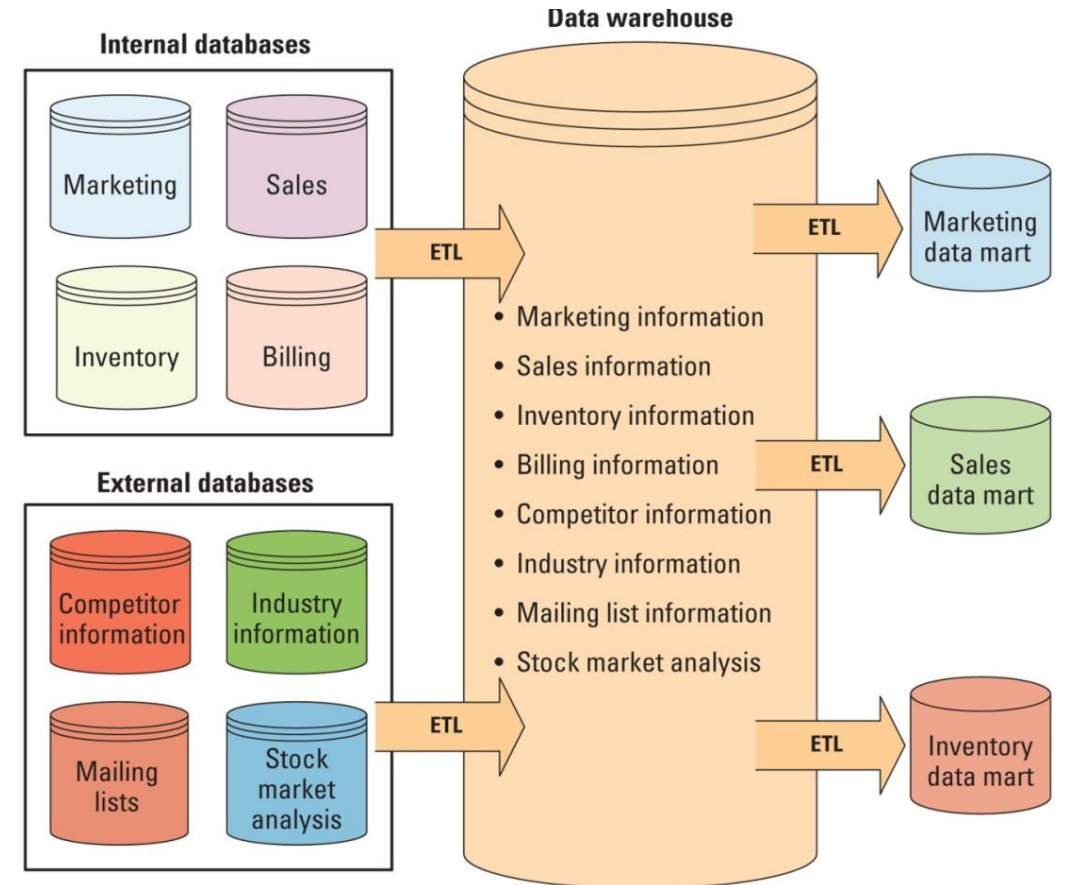 Data warehouse
Internal databases
Marketing
Sales
Inventory
Billing
ETL
External databases
Competitor
information
Industry
information
Mailing
lists
Stock
market
analysis
ETL
• Marketing information
• Sales information
• Inventory information
• Billing information
• Competitor information
• Industry information
• Mailing list information
• Stock market analysis
ETL
Marketing
data mart
ETL
Sales
data mart
ETL
Inventory
data mart